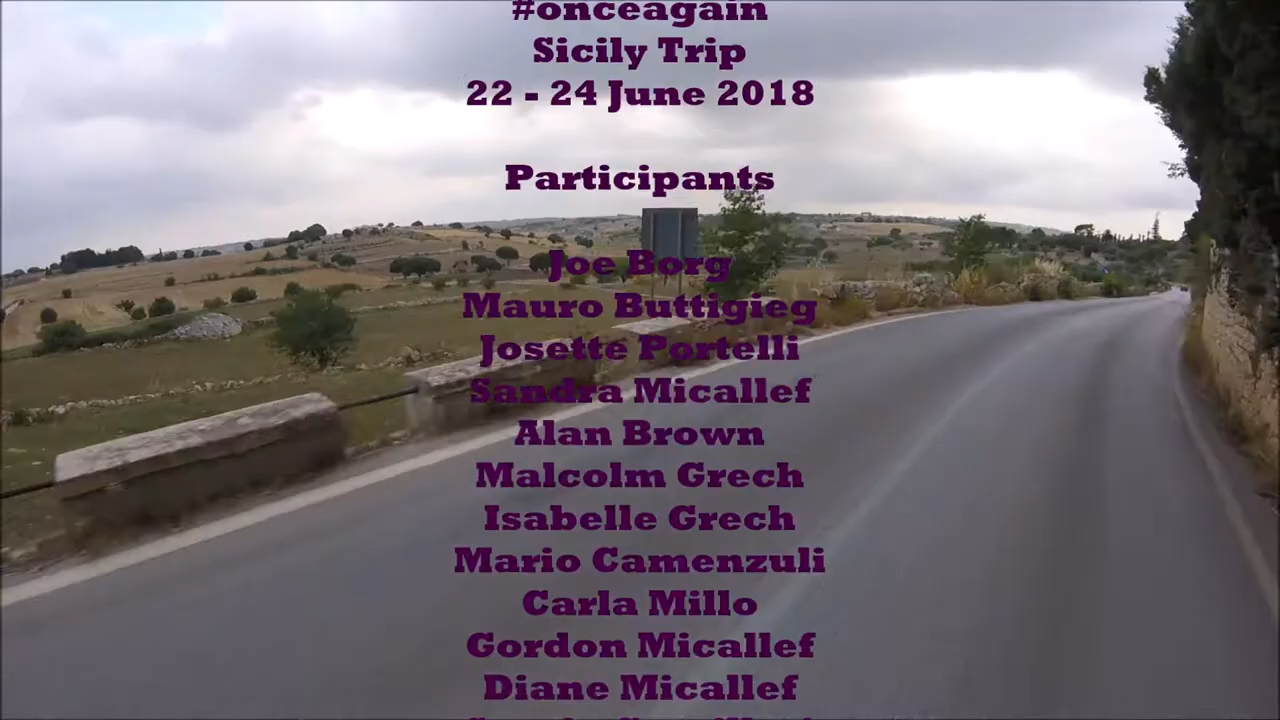 #onceagain
Sicily Trip
22 - 24 June 2018
Participants
Joe Borg
Mauro Buttigieg
Josette Portelli
Sandra Micallef
Alan Brown
Malcolm Grech
Isabelle Grech
Mario Camenzuli
Carla Millo
Gordon Micallef
Diane Micallef